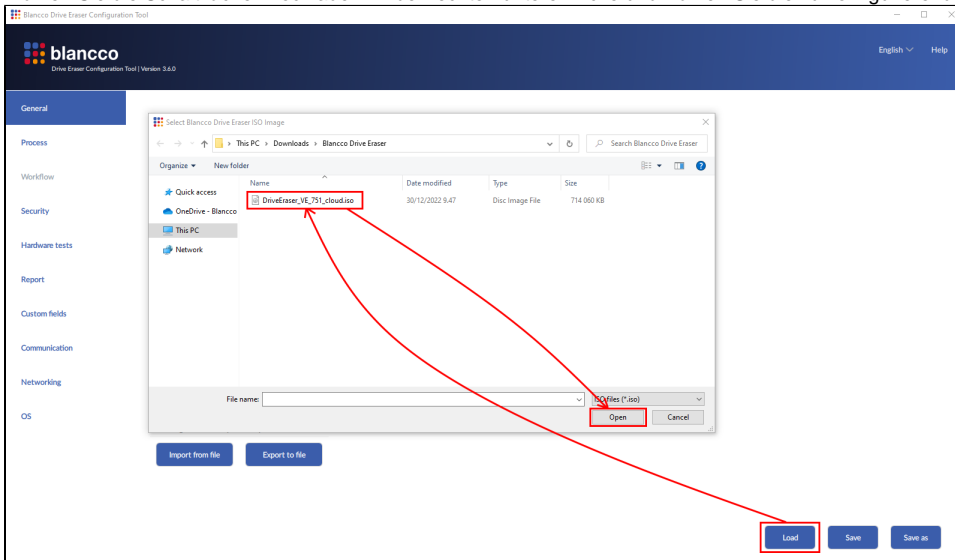 Blancco Drive Eraser Configuration Tool
blancco
Drive Eraser Configuration Tool | Version 3.6.0
English
Help
General
Process
Workflow
Security
Hardware tests
Report
Custom fields
Communication
Networking
OS
Select Blancco Drive Eraser ISO Image
This PC > Downloads > Blancco Drive Eraser
Search Blancco Drive Eraser
Organize
New folder
Name
Date modified
Type
Size
Quick access
OneDrive - Blancco
This PC
Network
DriveEraser_VE_751_cloud.iso
30/12/2022 9.47
Disc Image File
714 060 KB
File name:
ISO files (*.iso)
Open
Cancel
Import from file
Export to file
Load
Save
Save as